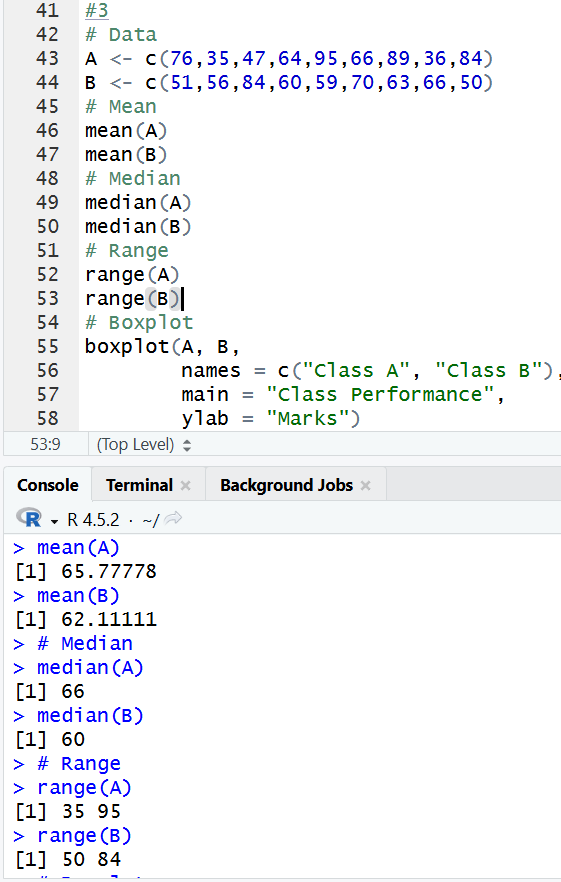 41 #3
42 # Data
43 A <- c(76,35,47,64,95,66,89,36,84)
44 B <- c(51,56,84,60,59,70,63,66,50)
45 # Mean
46 mean(A)
47 mean(B)
48 # Median
49 median(A)
50 median(B)
51 # Range
52 range(A)
53 range(B)
54 # Boxplot
55 boxplot(A, B,
56         names = c("Class A", "Class B"),
57         main = "Class Performance",
58         ylab = "Marks")
53:9 (Top Level)
Console Terminal Background Jobs
R R 4.5.2 · ~/
> mean(A)
[1] 65.77778
> mean(B)
[1] 62.11111
> # Median
> median(A)
[1] 66
> median(B)
[1] 60
> # Range
> range(A)
[1] 35 95
> range(B)
[1] 50 84